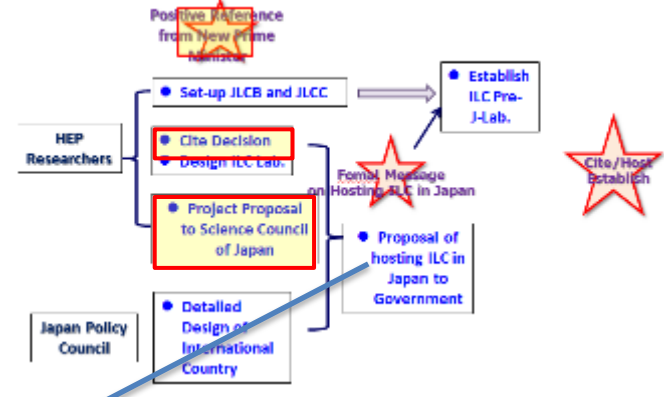 Positive Reference
from New Prime
Minister
Set-up JLCB and JLCC
Establish
ILC Pre-
J-Lab.
HEP
Researchers
Cite Decision
Design ILC Lab.
Fomal Message
on Hosting ILC in Japan
Cite/Host
Establish
Project Proposal
to Science Council
of Japan
Proposal of
hosting ILC in
Japan to
Government
Japan Policy
Council
Detailed
Design of
International
Country